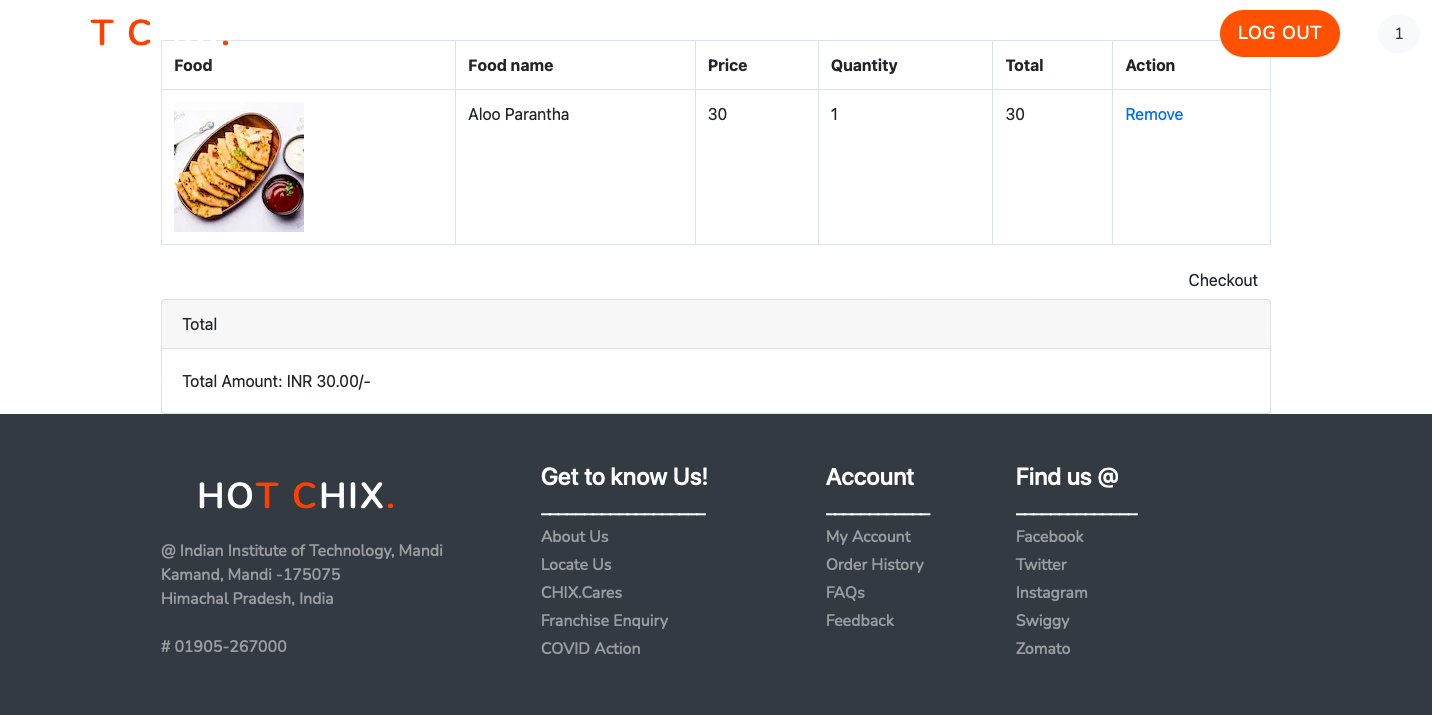 T C .
LOG OUT
1
Food Food name Price Quantity Total Action
Aloo Parantha 30 1 30 Remove
Checkout
Total
Total Amount: INR 30.00/-
HOT CHIX.
@ Indian Institute of Technology, Mandi
Kamand, Mandi -175075
Himachal Pradesh, India
# 01905-267000
Get to know Us!
About Us
Locate Us
CHIX.Cares
Franchise Enquiry
COVID Action
Account
My Account
Order History
FAQs
Feedback
Find us @
Facebook
Twitter
Instagram
Swiggy
Zomato